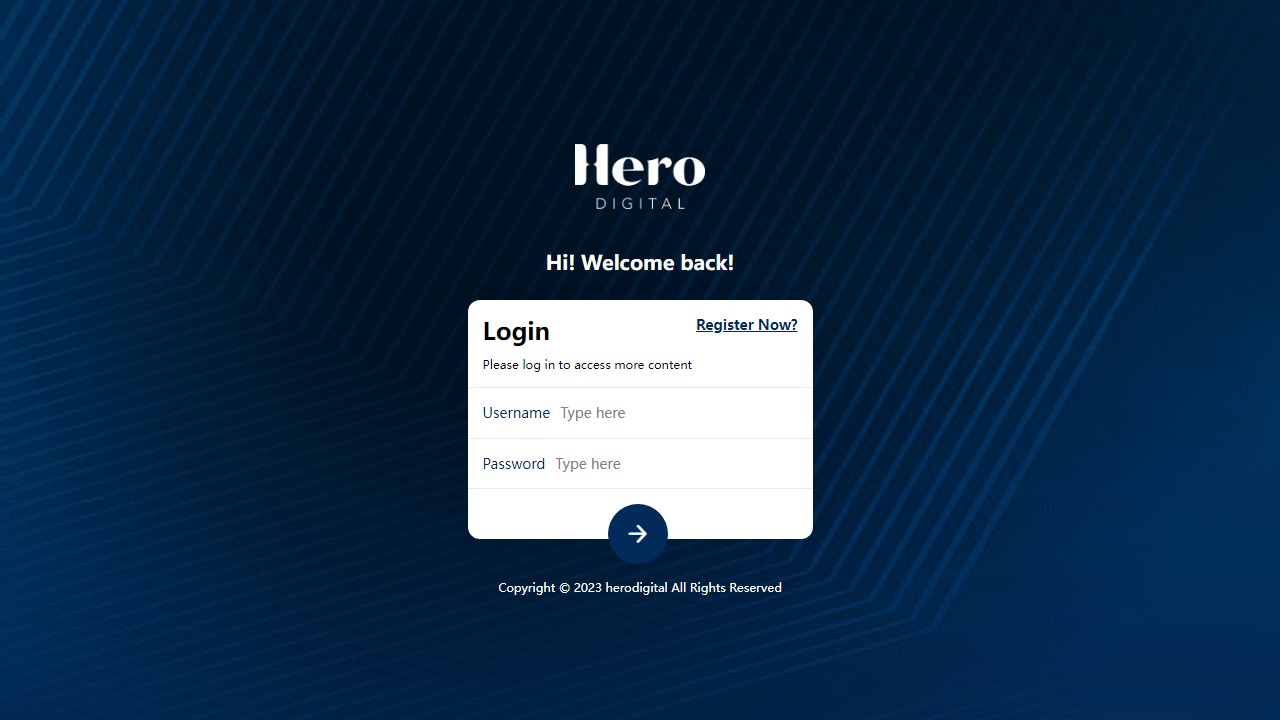 Hero
DIGITAL
Hi! Welcome back!
Login
Register Now?
Please log in to access more content
Username Type here
Password Type here
Copyright © 2023 herodigital All Rights Reserved